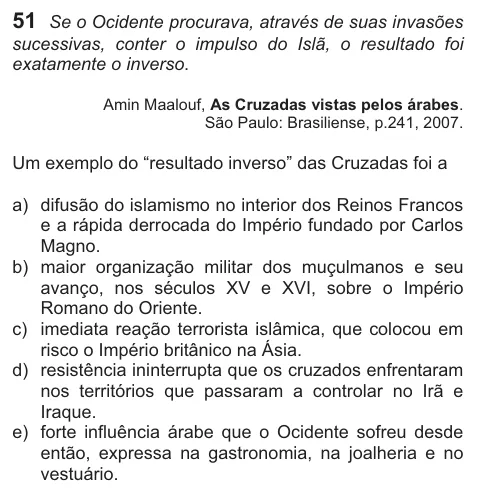 51 Se o Ocidente procurava, através de suas invasões
sucessivas, conter o impulso do Islã, o resultado foi
exatamente o inverso.
Amin Maalouf, As Cruzadas vistas pelos árabes.
São Paulo: Brasiliense, p.241, 2007.
Um exemplo do “resultado inverso” das Cruzadas foi a
a) difusão do islamismo no interior dos Reinos Francos
e a rápida derrocada do Império fundado por Carlos
Magno.
b) maior organização militar dos muçulmanos e seu
avanço, nos séculos XV e XVI, sobre o Império
Romano do Oriente.
c) imediata reação terrorista islâmica, que colocou em
risco o Império britânico na Ásia.
d) resistência ininterrupta que os cruzados enfrentaram
nos territórios que passaram a controlar no Irã e
Iraque.
e) forte influência árabe que o Ocidente sofreu desde
então, expressa na gastronomia, na joalheria e no
vestuário.